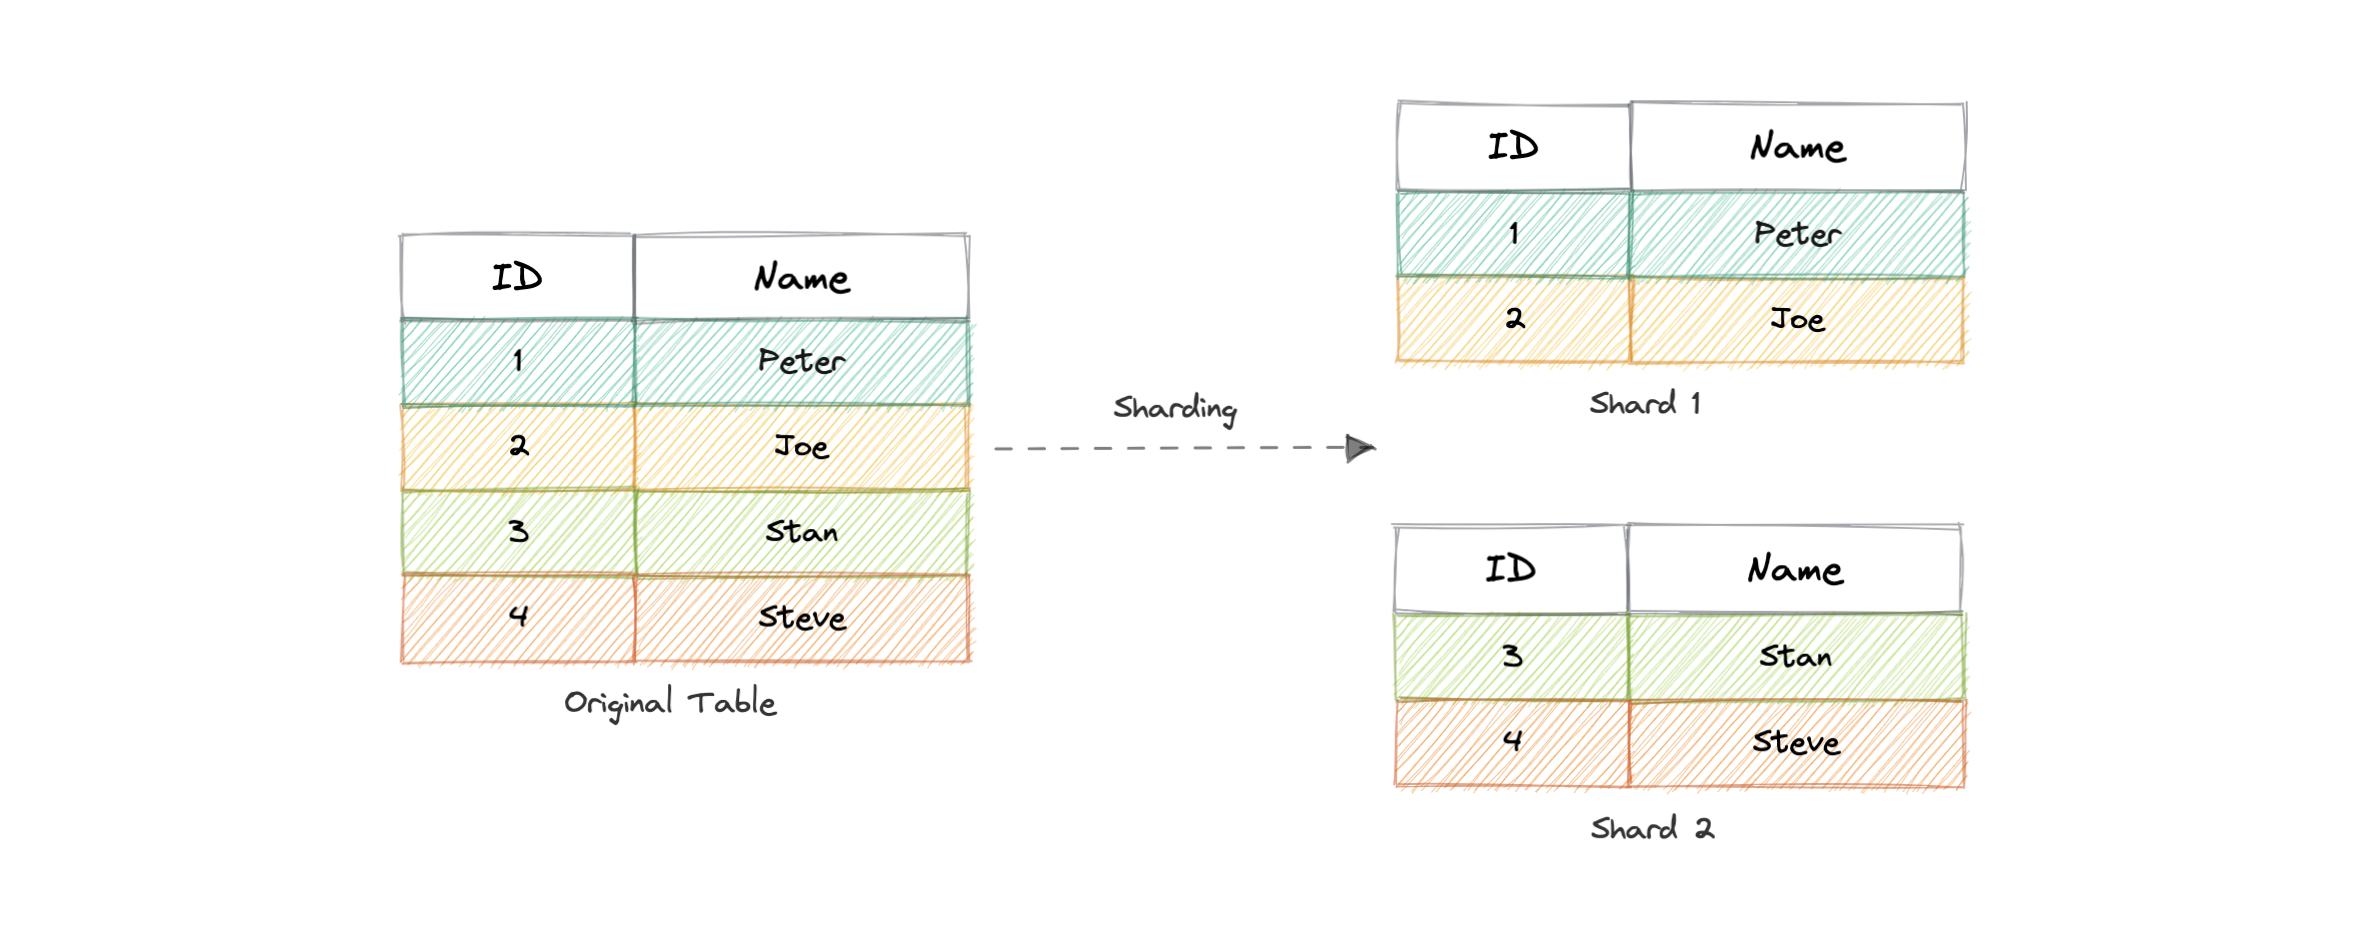 ID Name
1 Peter
2 Joe
3 Stan
4 Steve
Original Table
Sharding
ID Name
1 Peter
2 Joe
Shard 1
ID Name
3 Stan
4 Steve
Shard 2